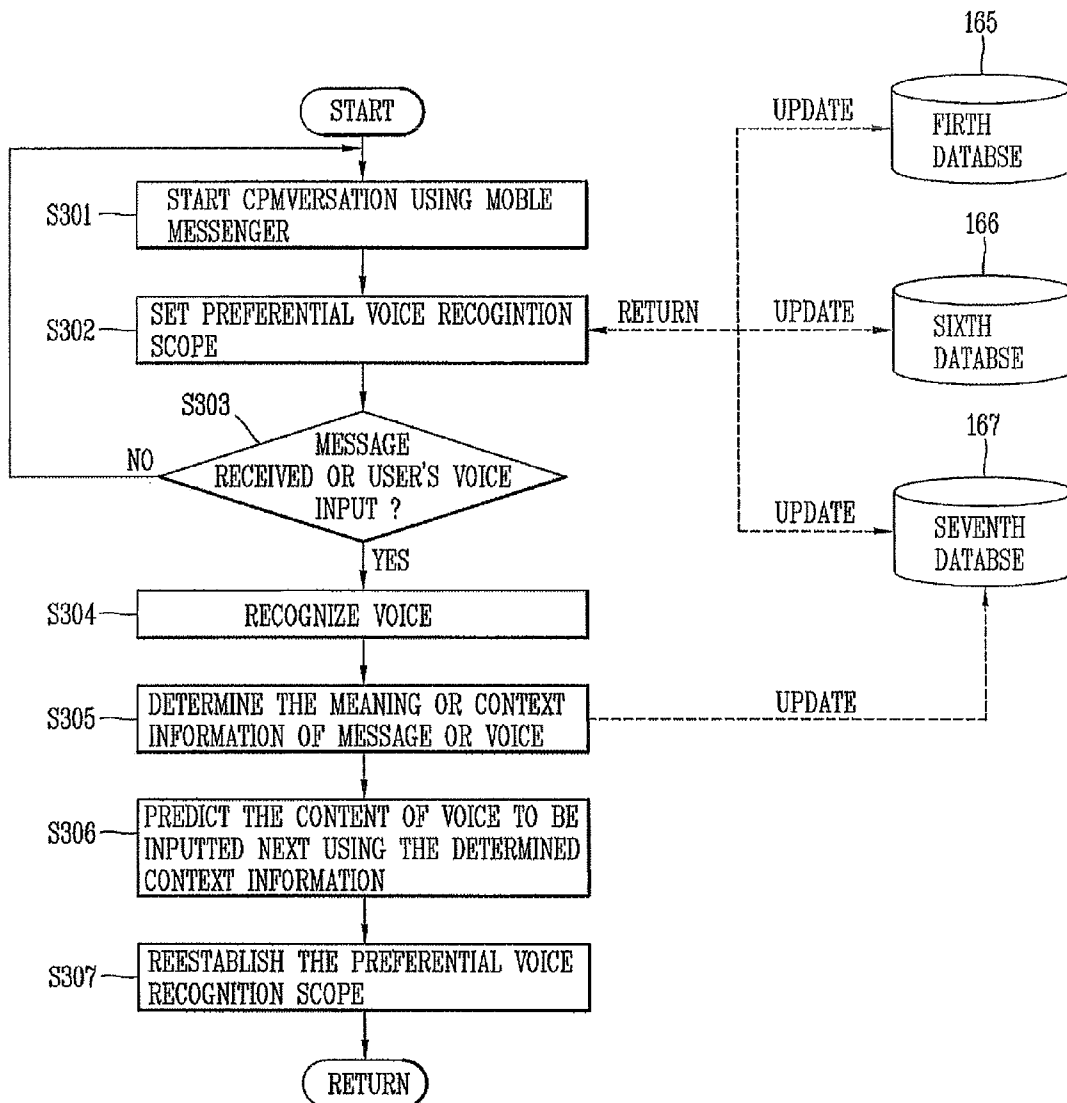 START
S301
START CPMVERSATION USING MOBLE
MESSENGER
S302
SET PREFERENTIAL VOICE RECOGINTION
SCOPE
S303
MESSAGE
RECEIVED OR USER'S VOICE
INPUT ?
NO
YES
S304
RECOGNIZE VOICE
S305
DETERMINE THE MEANING OR CONTEXT
INFORMATION OF MESSAGE OR VOICE
S306
PREDICT THE CONTENT OF VOICE TO BE
INPUTTED NEXT USING THE DETERMINED
CONTEXT INFORMATION
S307
REESTABLISH THE PREFERENTIAL VOICE
RECOGNITION SCOPE
RETURN
RETURN
165
UPDATE
FIRTH
DATABSE
166
UPDATE
SIXTH
DATABSE
167
UPDATE
SEVENTH
DATABSE
UPDATE